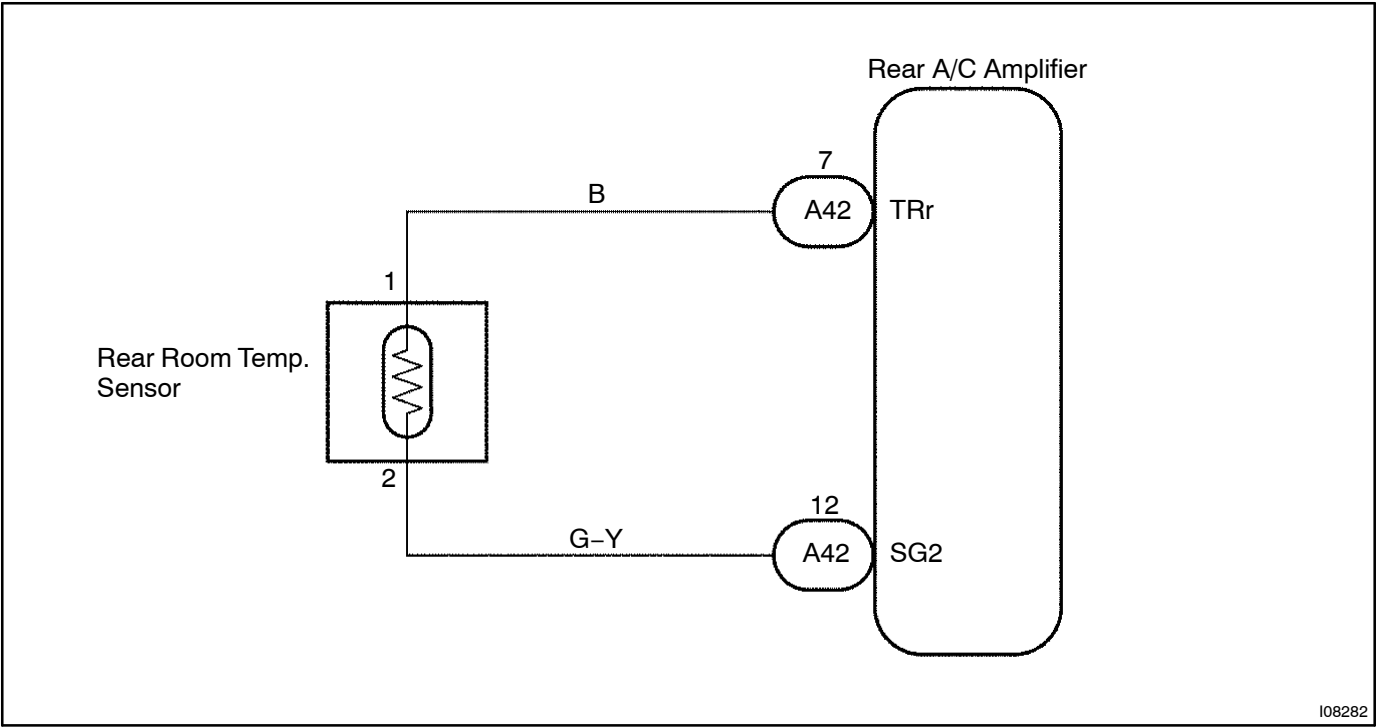 Rear A/C Amplifier
7
B
A42
TRr
1
Rear Room Temp.
Sensor
2
12
G−Y
A42
SG2
I08282